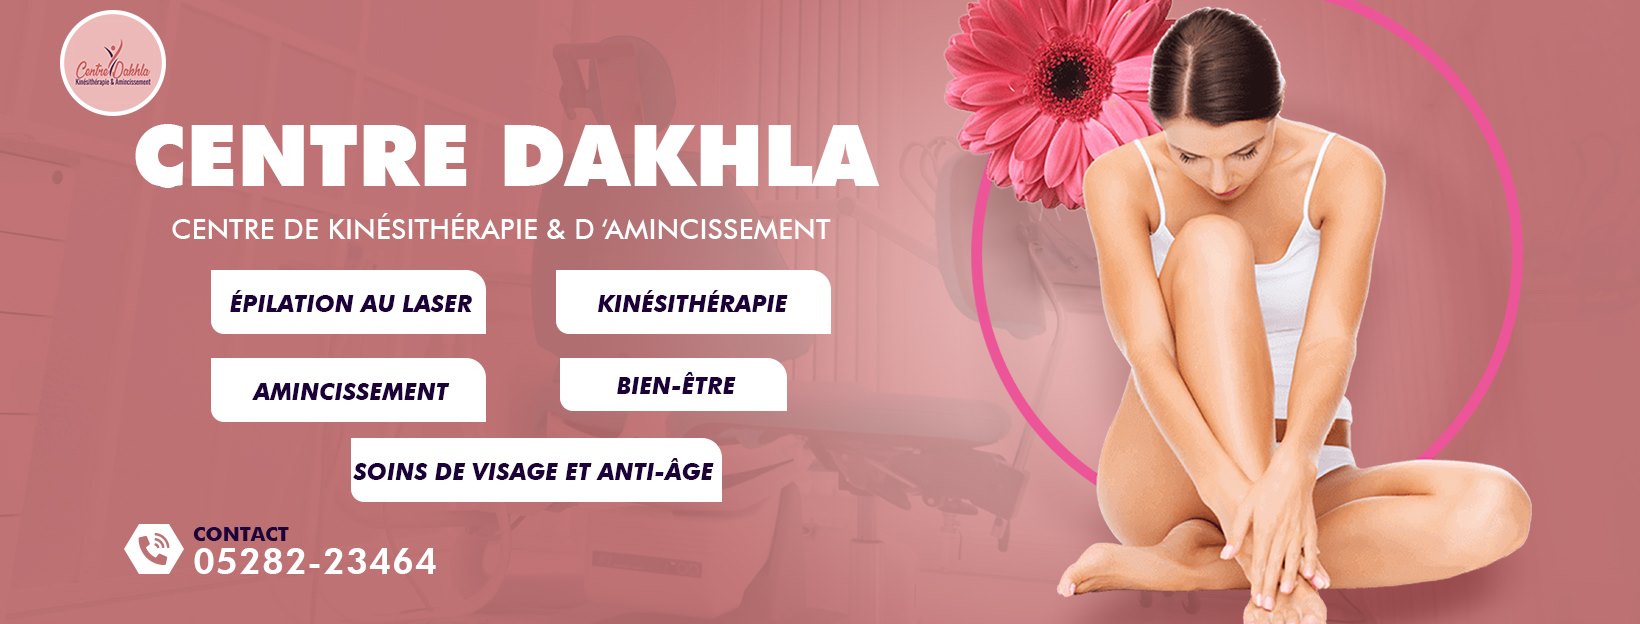 Centre Dakhla
Kinésithérapie & Amincissement
CENTRE DAKHLA
CENTRE DE KINÉSITHÉRAPIE & D ‘AMINCISSEMENT
ÉPILATION AU LASER
KINÉSITHÉRAPIE
AMINCISSEMENT
BIEN-ÊTRE
SOINS DE VISAGE ET ANTI-ÂGE
CONTACT
05282-23464